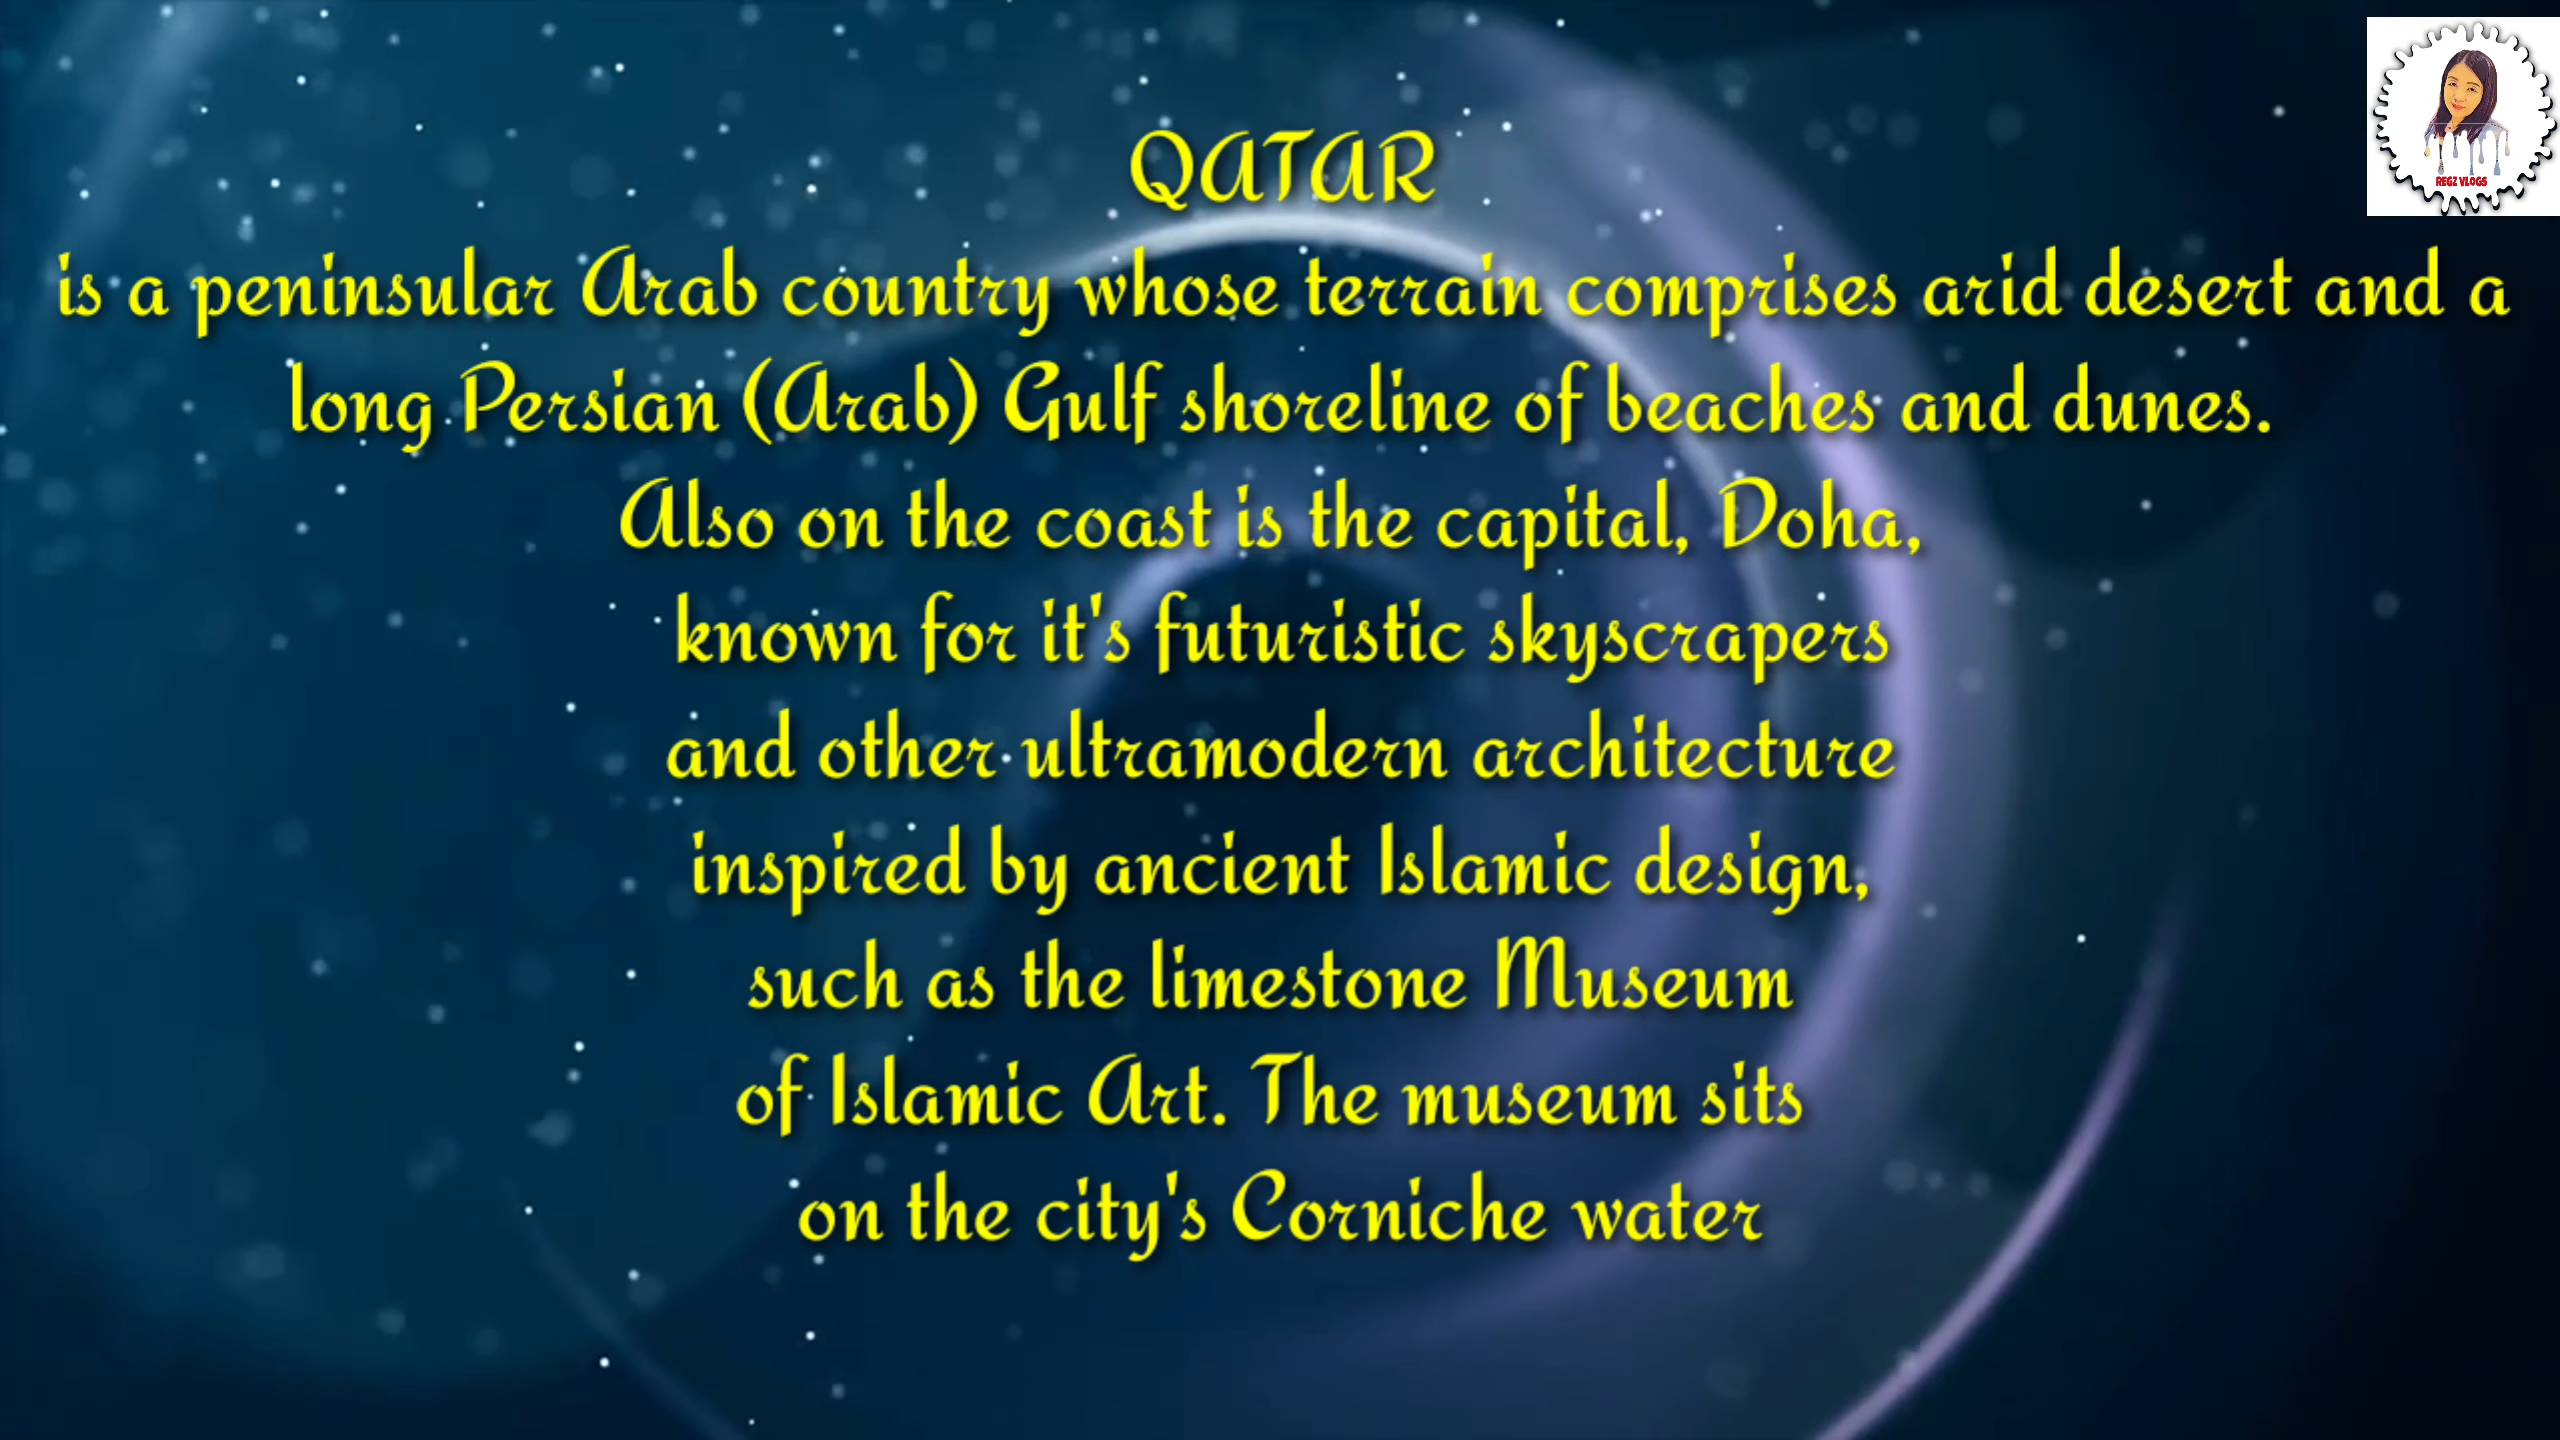 QATAR
is a peninsular Arab country whose terrain comprises arid desert and a
long Persian (Arab) Gulf shoreline of beaches and dunes.
Also on the coast is the capital, Doha,
known for it's futuristic skyscrapers
and other ultramodern architecture
inspired by ancient Islamic design,
such as the limestone Museum
of Islamic Art. The museum sits
on the city's Corniche water
REGZ VLOGS